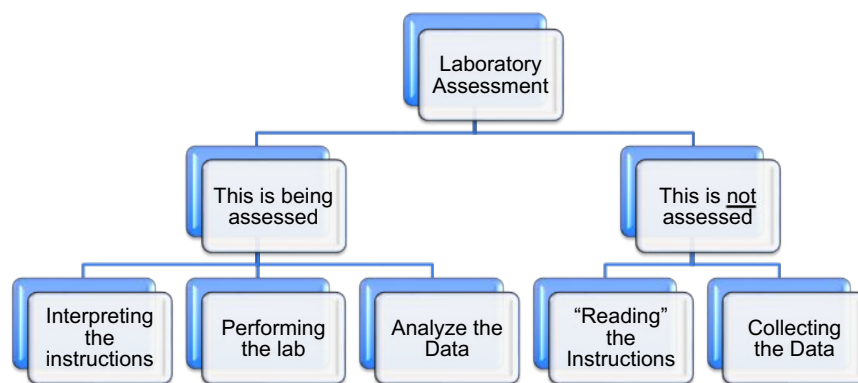 Laboratory
Assessment
This is being
assessed
This is not
assessed
Interpreting
the
instructions
Performing
the lab
Analyze the
Data
“Reading”
the
Instructions
Collecting
the Data